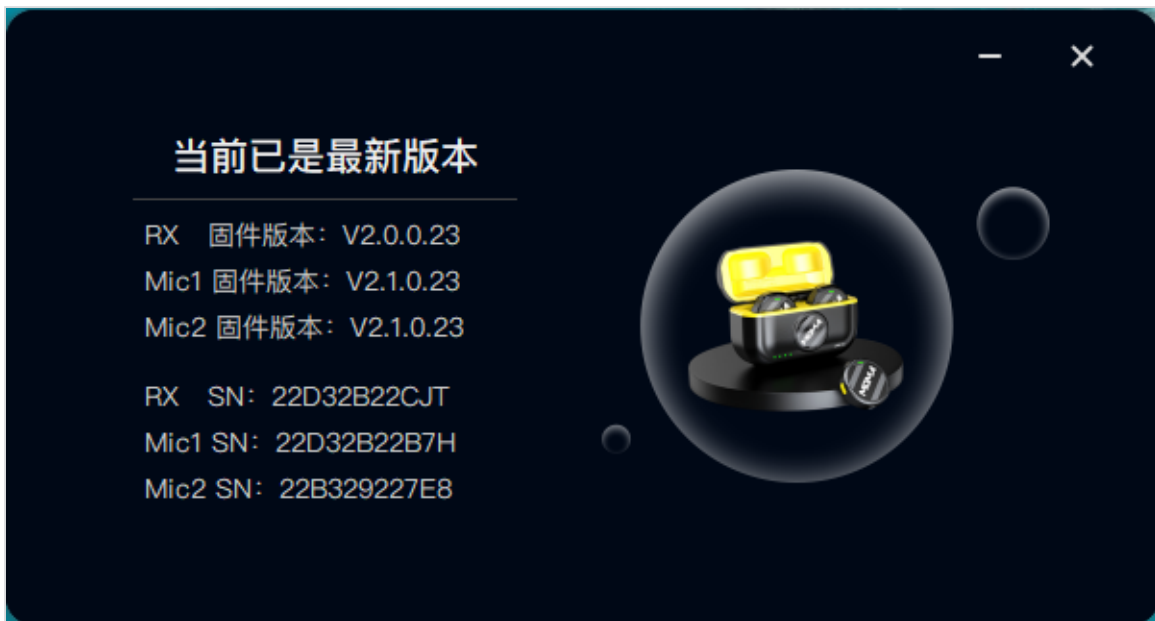 当前已是最新版本
RX 固件版本：V2.0.0.23
Mic1 固件版本：V2.1.0.23
Mic2 固件版本：V2.1.0.23
RX SN：22D32B22CJT
Mic1 SN：22D32B22B7H
Mic2 SN：22B329227E8